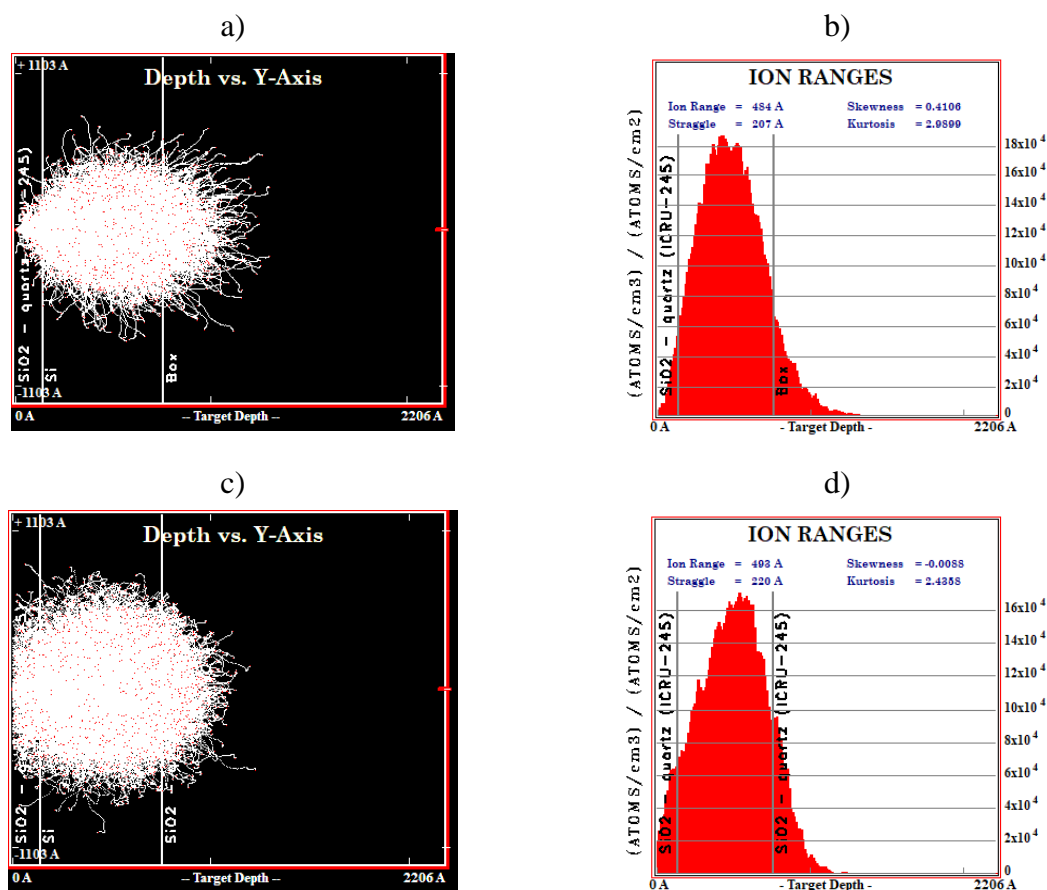 a)
+ 1103 A
Depth vs. Y-Axis
SiO2 - quartz (ICRU-245)
Si
Box
-1103 A
0 A
-- Target Depth --
2206 A
b)
ION RANGES
Ion Range = 484 A Skewness = 0.4106
Straggle = 207 A Kurtosis = 2.9899
(ATOMS/cm3) / (ATOMS/cm2)
SiO2 - quartz (ICRU-245)
Box
18x10 4
16x10 4
14x10 4
12x10 4
10x10 4
8x10 4
6x10 4
4x10 4
2x10 4
0
0 A
- Target Depth -
2206 A
c)
+ 1103 A
Depth vs. Y-Axis
SiO2 -
Si
SiO2
-1103 A
0 A
-- Target Depth --
2206 A
d)
ION RANGES
Ion Range = 493 A Skewness = -0.0088
Straggle = 220 A Kurtosis = 2.4358
(ATOMS/cm3) / (ATOMS/cm2)
SiO2 - quartz (ICRU-245)
SiO2 - quartz (ICRU-245)
16x10 4
14x10 4
12x10 4
10x10 4
8x10 4
6x10 4
4x10 4
2x10 4
0
0 A
- Target Depth -
2206 A